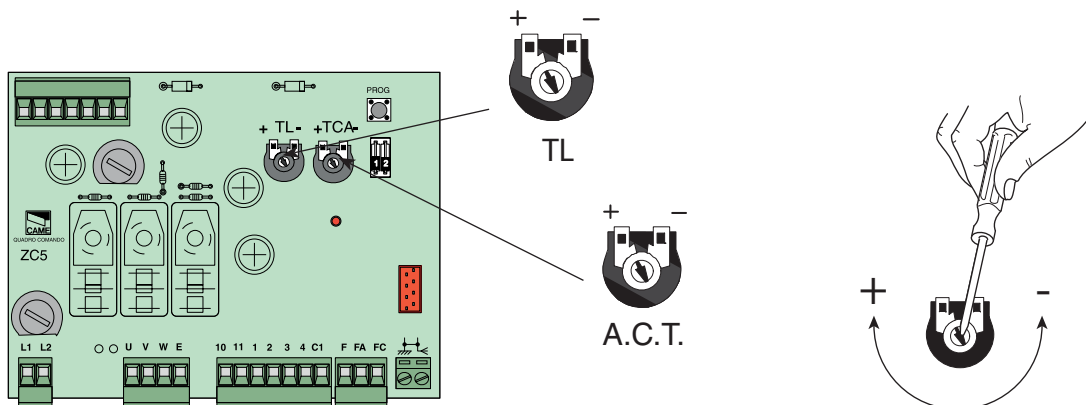 PROG
+ TL -
+TCA-
1 2
CAME
QUADRO COMANDO
ZC5
L1 L2
U V W E
10 11 1 2 3 4 C1
F FA FC
+ −
TL
+ −
A.C.T.
+ -